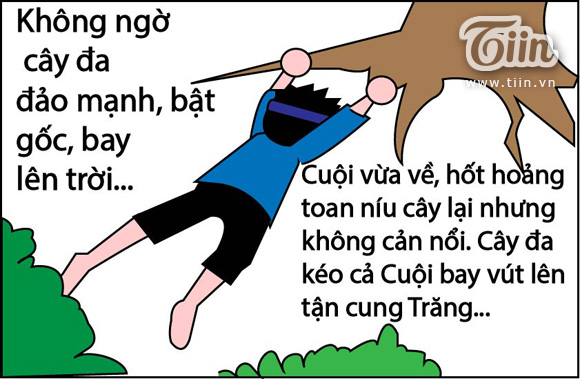 Không ngờ
cây đa
đảo mạnh, bật
gốc, bay
lên trời...
Tiin
www.tiin.vn
Cuội vừa về, hốt hoảng
toan níu cây lại nhưng
không cản nổi. Cây đa
kéo cả Cuội bay vút lên
tận cung Trăng...